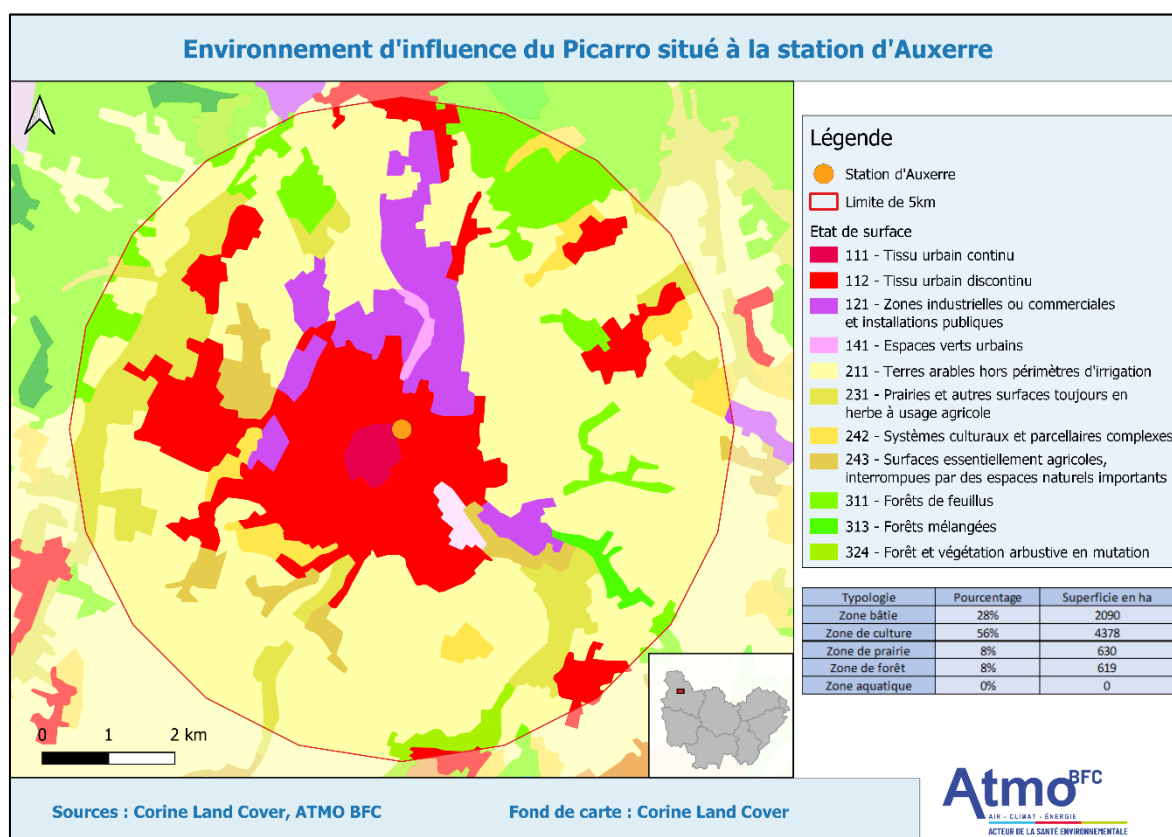 Environnement d'influence du Picarro situé à la station d'Auxerre
Légende
Station d'Auxerre
Limite de 5km
Etat de surface
111 - Tissu urbain continu
112 - Tissu urbain discontinu
121 - Zones industrielles ou commerciales
et installations publiques
141 - Espaces verts urbains
211 - Terres arables hors périmètres d'irrigation
231 - Prairies et autres surfaces toujours en
herbe à usage agricole
242 - Systèmes culturaux et parcellaires complexes
243 - Surfaces essentiellement agricoles,
interrompues par des espaces naturels importants
311 - Forêts de feuillus
313 - Forêts mélangées
324 - Forêt et végétation arbustive en mutation
Typologie Pourcentage Superficie en ha
Zone bâtie 28% 2090
Zone de culture 56% 4378
Zone de prairie 8% 630
Zone de forêt 8% 619
Zone aquatique 0% 0
0 1 2 km
Sources : Corine Land Cover, ATMO BFC Fond de carte : Corine Land Cover
Atmo BFC
AIR - CLIMAT - ÉNERGIE
ACTEUR DE LA SANTÉ ENVIRONNEMENTALE